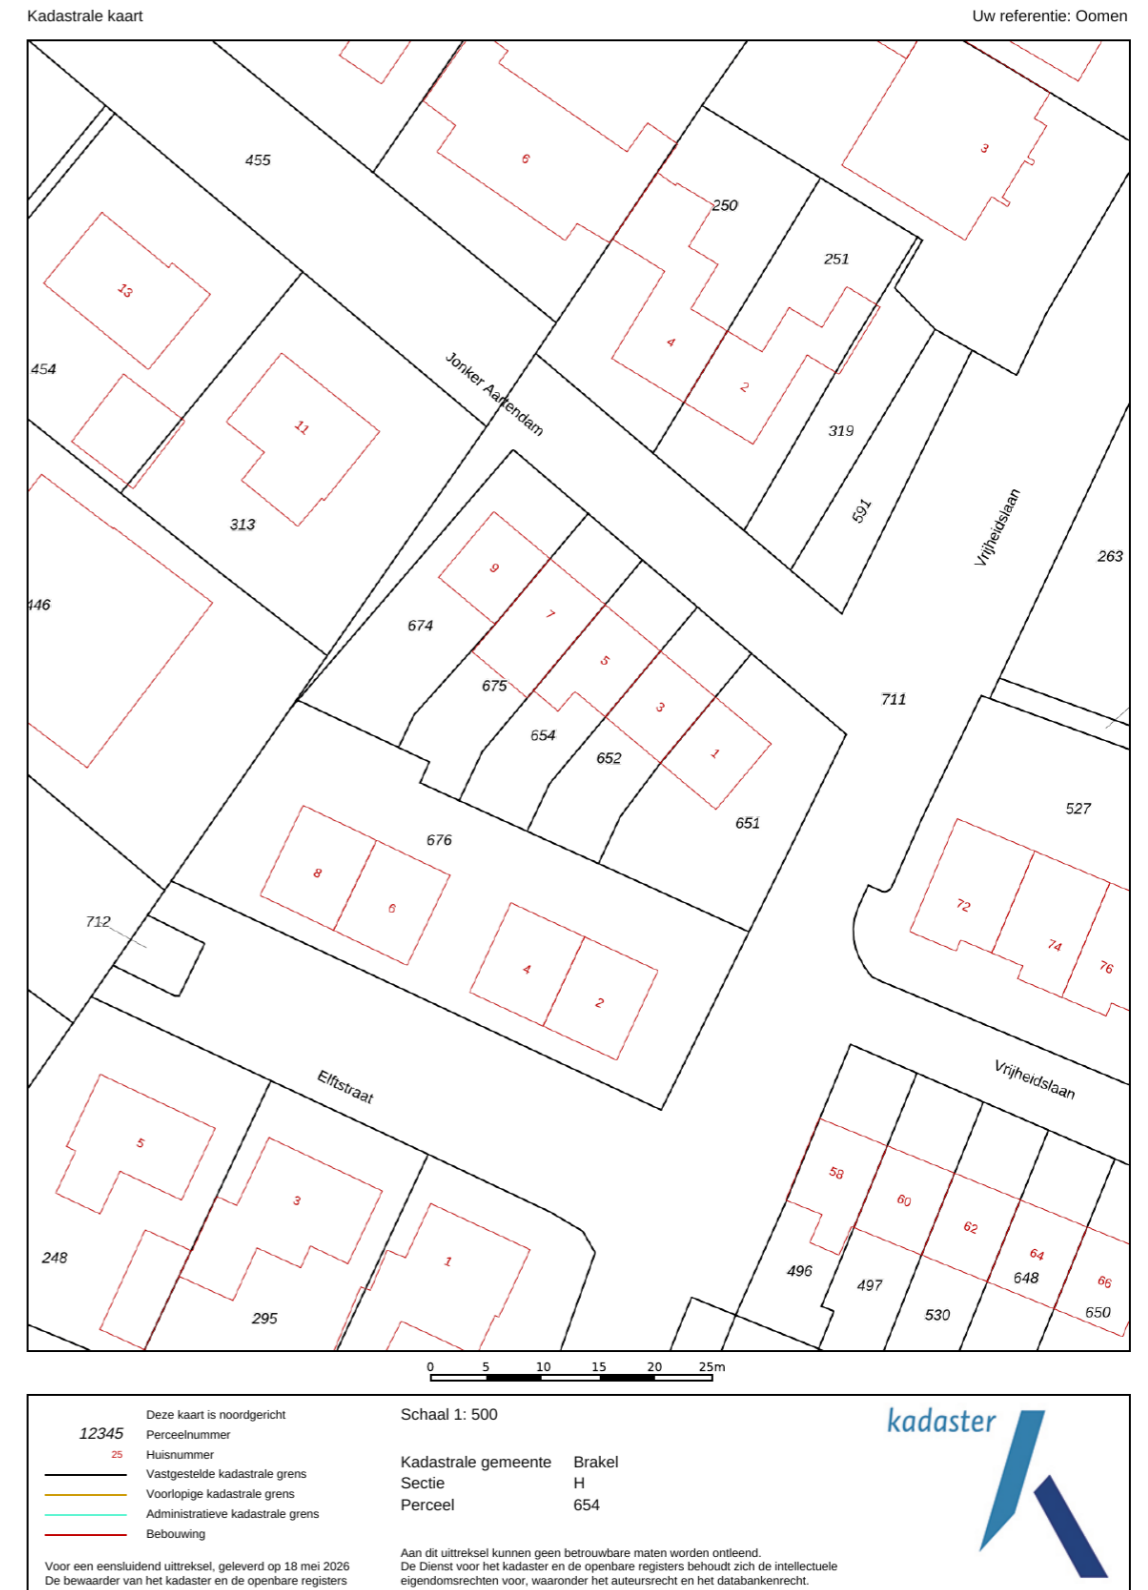 Kadastrale kaart
Uw referentie: Oomen
455
6
3
250
251
13
454
4
2
Jonker Aartendam
11
319
591
313
Vrijheidslaan
263
446
9
7
674
5
675
3
711
654
1
652
651
527
676
8
6
72
712
74
4
76
2
Elftstraat
Vrijheidslaan
5
58
3
60
62
64
248
1
496
497
648
66
295
530
650
0 5 10 15 20 25m
Deze kaart is noordgericht
12345 Perceelnummer
25 Huisnummer
Vastgestelde kadastrale grens
Voorlopige kadastrale grens
Administratieve kadastrale grens
Bebouwing
Voor een eensluidend uittreksel, geleverd op 18 mei 2026
De bewaarder van het kadaster en de openbare registers
Schaal 1: 500
Kadastrale gemeente Brakel
Sectie H
Perceel 654
Aan dit uittreksel kunnen geen betrouwbare maten worden ontleend.
De Dienst voor het kadaster en de openbare registers behoudt zich de intellectuele
eigendomsrechten voor, waaronder het auteursrecht en het databankenrecht.
kadaster